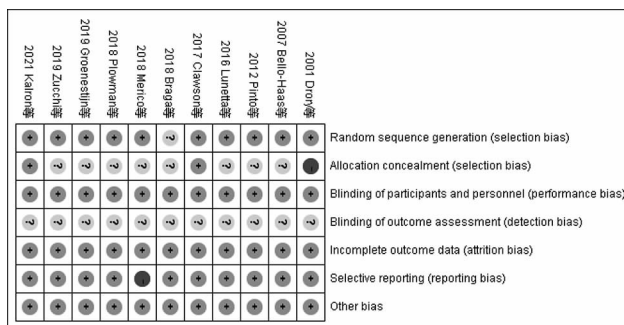 2021 Kalron等
2019 Zucchi等
2019 Groenestijn等
2018 Plowman等
2018 Merico等
2018 Braga等
2017 Clawson等
2016 Lunetta等
2012 Pinto等
2007 Bello-Haas等
2001 Drory等
+ + + + + ? + + + + + Random sequence generation (selection bias)
+ ? ? ? ? ? + ? ? ? - Allocation concealment (selection bias)
+ + + + + + + + + + + Blinding of participants and personnel (performance bias)
? ? ? ? ? ? ? ? ? ? ? Blinding of outcome assessment (detection bias)
+ + + + + + + + + + + Incomplete outcome data (attrition bias)
+ + + + - + + + + + + Selective reporting (reporting bias)
+ + + + + + + + + + + Other bias